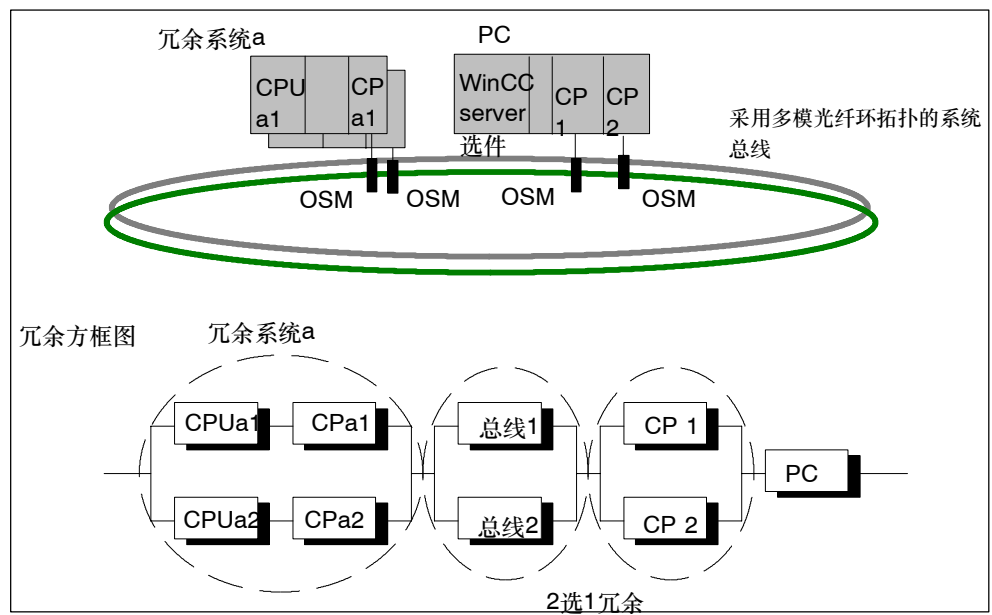 冗余系统a
PC
CPU
a1
CP
a1
WinCC
server
选件
CP
1
CP
2
采用多模光纤环拓扑的系统
总线
OSM
OSM
OSM
OSM
冗余方框图
冗余系统a
CPUa1
CPa1
总线1
CP 1
PC
CPUa2
CPa2
总线2
CP 2
2选1冗余